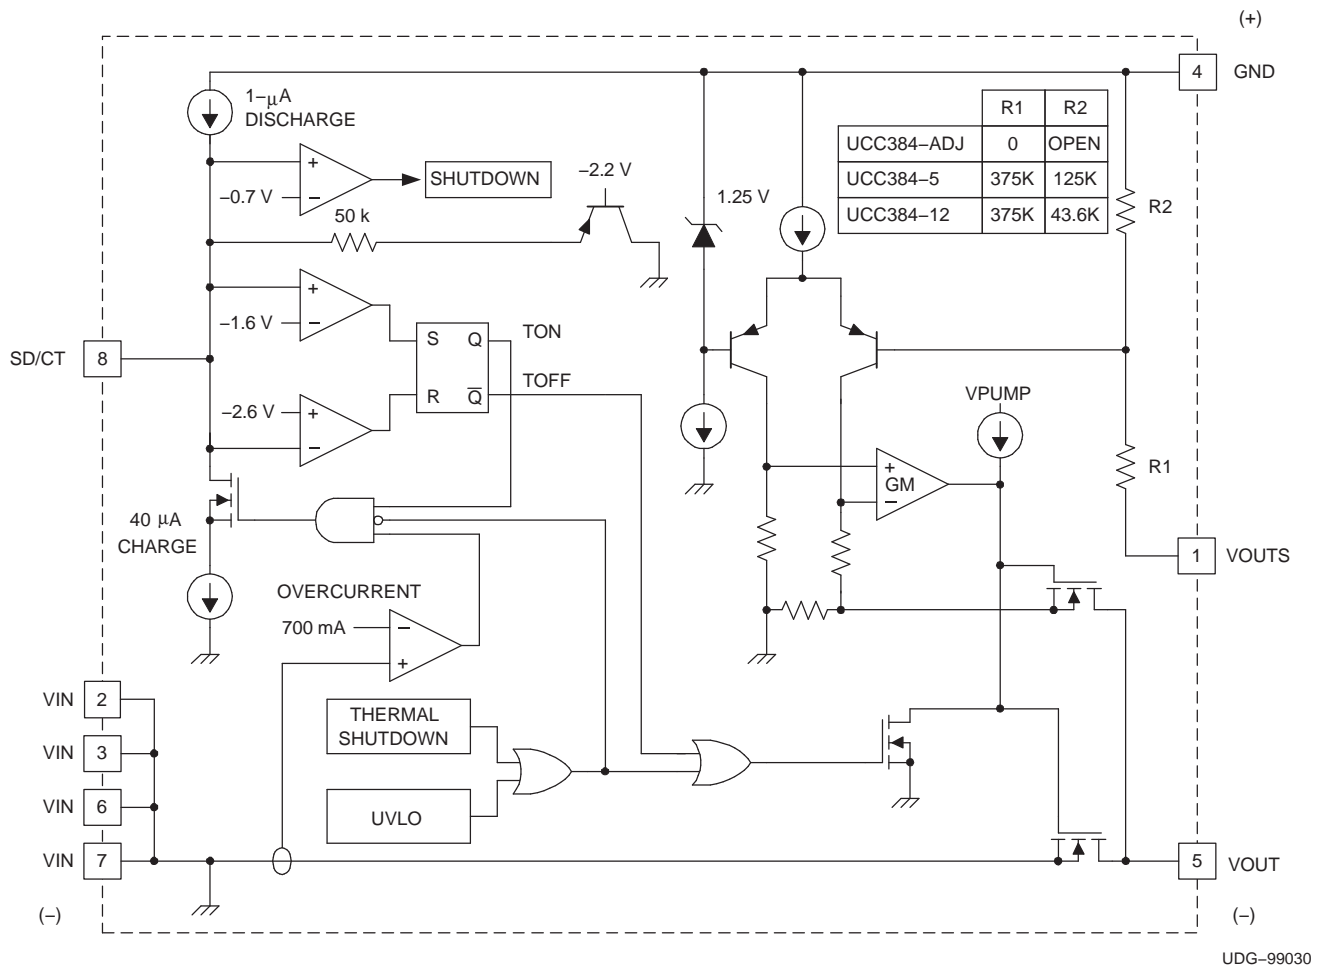 (+)
4
GND
1−μA
DISCHARGE
R1 R2
UCC384−ADJ 0 OPEN
UCC384−5 375K 125K
UCC384−12 375K 43.6K
+
−
−0.7 V
SHUTDOWN
−2.2 V
50 k
1.25 V
R2
+
−
−1.6 V
S Q
R Q̅
TON
TOFF
SD/CT
8
+
−
−2.6 V
VPUMP
+
−
GM
R1
40 μA
CHARGE
1
VOUTS
OVERCURRENT
700 mA
−
+
VIN 2
VIN 3
VIN 6
VIN 7
THERMAL
SHUTDOWN
UVLO
5
VOUT
(−)
(−)
UDG−99030